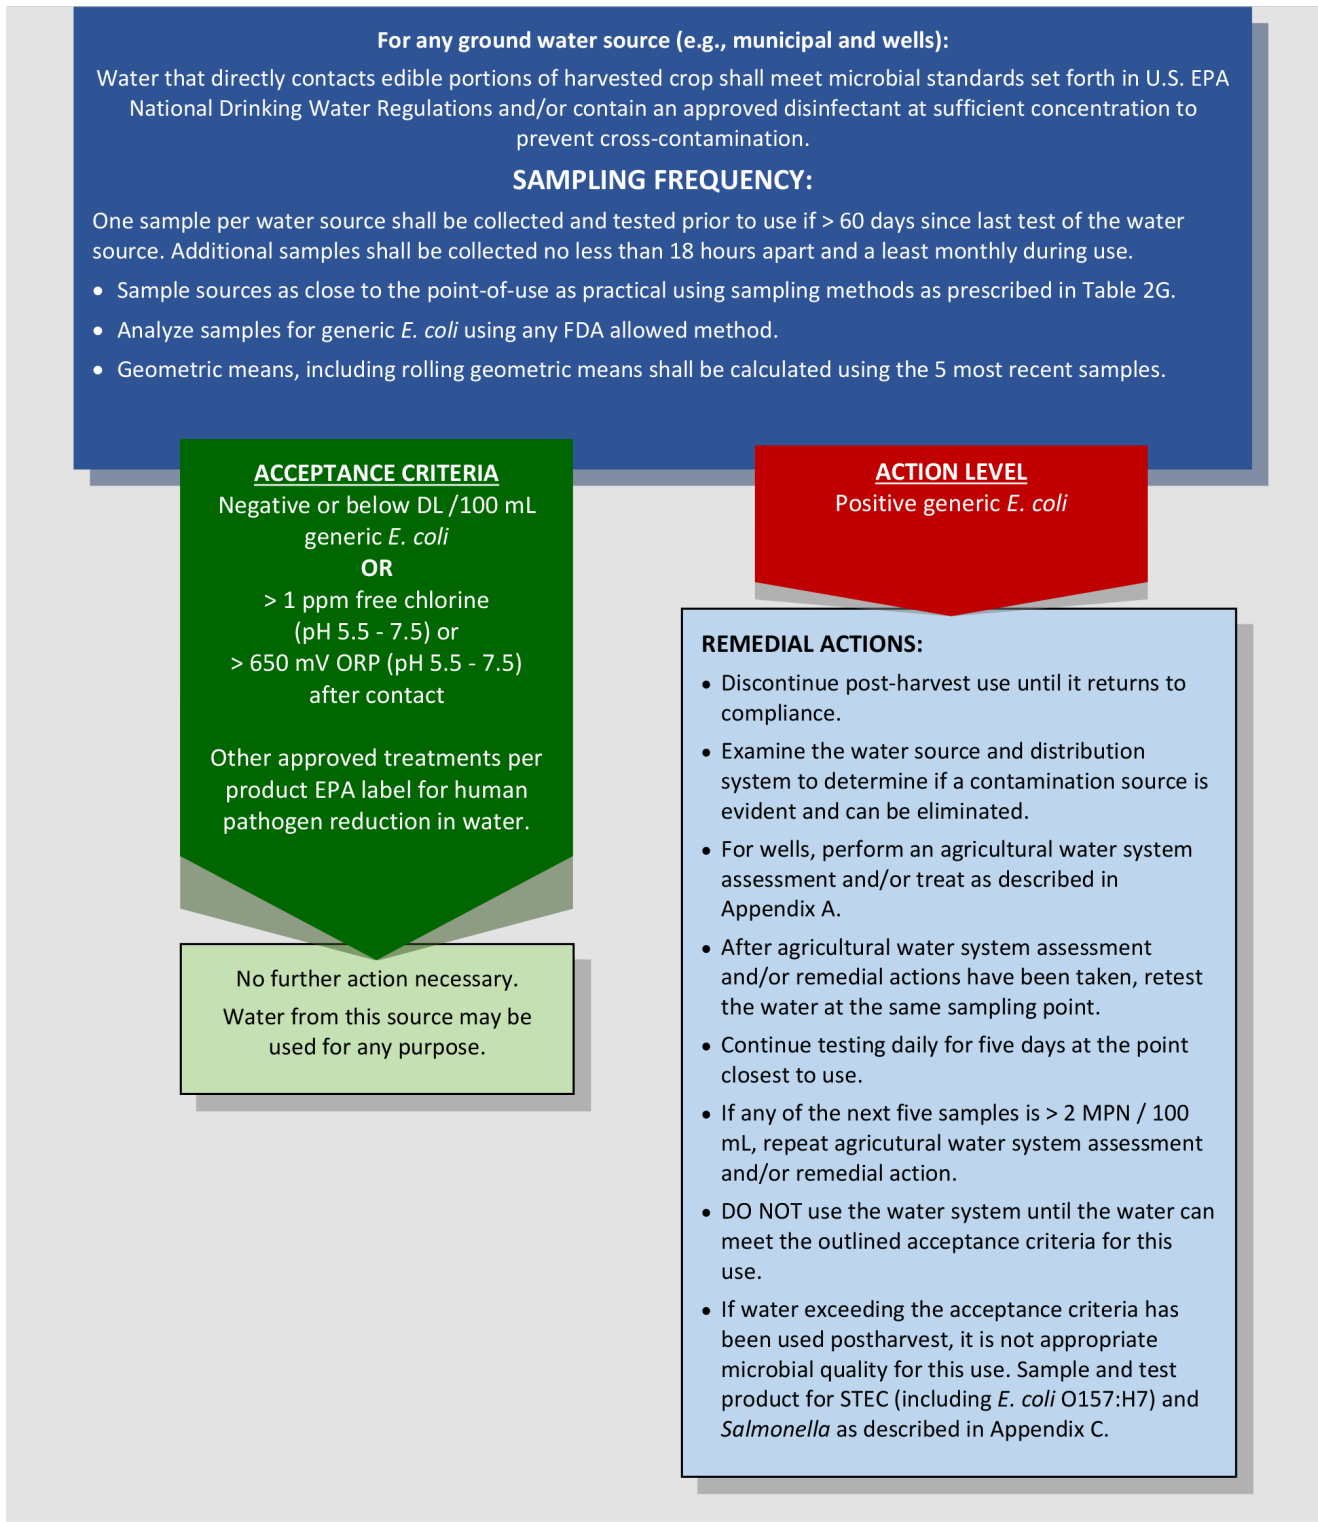 For any ground water source (e.g., municipal and wells):
Water that directly contacts edible portions of harvested crop shall meet microbial standards set forth in U.S. EPA
National Drinking Water Regulations and/or contain an approved disinfectant at sufficient concentration to
prevent cross-contamination.
SAMPLING FREQUENCY:
One sample per water source shall be collected and tested prior to use if > 60 days since last test of the water
source. Additional samples shall be collected no less than 18 hours apart and a least monthly during use.
• Sample sources as close to the point-of-use as practical using sampling methods as prescribed in Table 2G.
• Analyze samples for generic E. coli using any FDA allowed method.
• Geometric means, including rolling geometric means shall be calculated using the 5 most recent samples.
ACCEPTANCE CRITERIA
Negative or below DL /100 mL
generic E. coli
OR
> 1 ppm free chlorine
(pH 5.5 - 7.5) or
> 650 mV ORP (pH 5.5 - 7.5)
after contact
Other approved treatments per
product EPA label for human
pathogen reduction in water.
No further action necessary.
Water from this source may be
used for any purpose.
ACTION LEVEL
Positive generic E. coli
REMEDIAL ACTIONS:
• Discontinue post-harvest use until it returns to
compliance.
• Examine the water source and distribution
system to determine if a contamination source is
evident and can be eliminated.
• For wells, perform an agricultural water system
assessment and/or treat as described in
Appendix A.
• After agricultural water system assessment
and/or remedial actions have been taken, retest
the water at the same sampling point.
• Continue testing daily for five days at the point
closest to use.
• If any of the next five samples is > 2 MPN / 100
mL, repeat agricutural water system assessment
and/or remedial action.
• DO NOT use the water system until the water can
meet the outlined acceptance criteria for this
use.
• If water exceeding the acceptance criteria has
been used postharvest, it is not appropriate
microbial quality for this use. Sample and test
product for STEC (including E. coli O157:H7) and
Salmonella as described in Appendix C.